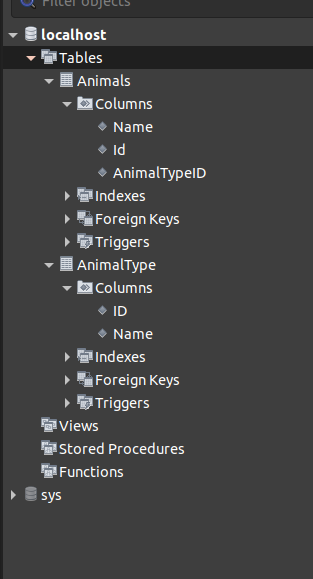 Filter objects
localhost
Tables
Animals
Columns
Name
Id
AnimalTypeID
Indexes
Foreign Keys
Triggers
AnimalType
Columns
ID
Name
Indexes
Foreign Keys
Triggers
Views
Stored Procedures
Functions
sys